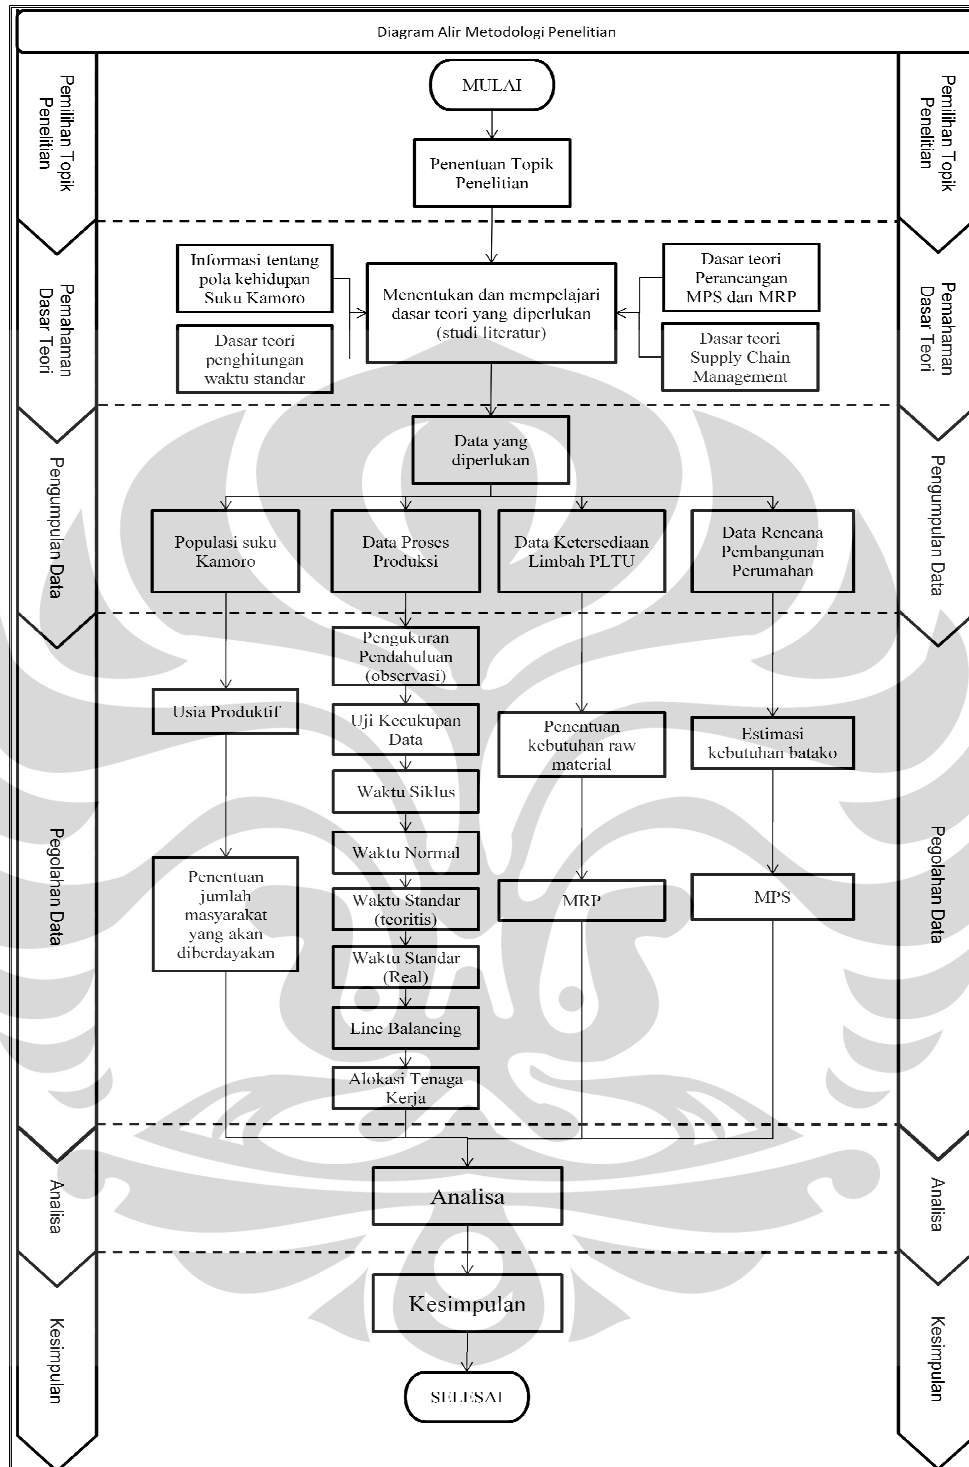 Diagram Alir Metodologi Penelitian
Pemilihan Topik
Penelitian
MULAI
Penentuan Topik
Penelitian
Pemilihan Topik
Penelitian
Pemahaman
Dasar Teori
Informasi tentang
pola kehidupan
Suku Kamoro
Dasar teori
penghitungan
waktu standar
Menentukan dan mempelajari
dasar teori yang diperlukan
(studi literatur)
Dasar teori
Perancangan
MPS dan MRP
Dasar teori
Supply Chain
Management
Pemahaman
Dasar Teori
Pengumpulan Data
Data yang
diperlukan
Populasi suku
Kamoro
Data Proses
Produksi
Data Ketersediaan
Limbah PLTU
Data Rencana
Pembangunan
Perumahan
Pengumpulan Data
Pegolahan Data
Usia Produktif
Penentuan
jumlah
masyarakat
yang akan
diberdayakan
Pengukuran
Pendahuluan
(observasi)
Uji Kecukupan
Data
Waktu Siklus
Waktu Normal
Waktu Standar
(teoritis)
Waktu Standar
(Real)
Line Balancing
Alokasi Tenaga
Kerja
Penentuan
kebutuhan raw
material
MRP
Estimasi
kebutuhan batako
MPS
Pegolahan Data
Analisa
Analisa
Analisa
Kesimpulan
Kesimpulan
SELESAI
Kesimpulan